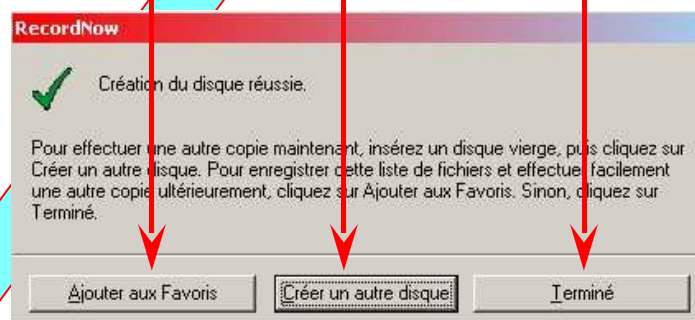 RecordNow
Création du disque réussie.
Pour effectuer une autre copie maintenant, insérez un disque vierge, puis cliquez sur
Créer un autre disque. Pour enregistrer cette liste de fichiers et effectuer facilement
une autre copie ultérieurement, cliquez sur Ajouter aux Favoris. Sinon, cliquez sur
Terminé.
Ajouter aux Favoris Créer un autre disque Terminé